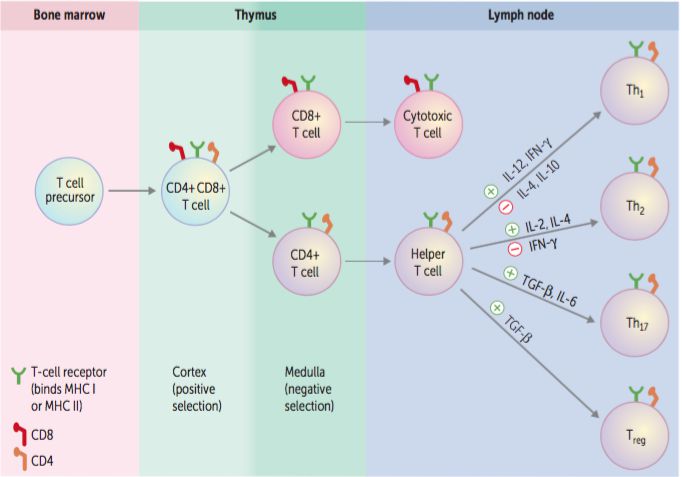 Bone marrow
Thymus
Lymph node
T cell
precursor
CD4+ CD8+
T cell
CD8+
T cell
CD4+
T cell
Cytotoxic
T cell
Helper
T cell
IL-12, IFN-γ
IL-4, IL-10
IL-2, IL-4
IFN-γ
TGF-β, IL-6
TGF-β
Th1
Th2
Th17
Treg
T-cell receptor
(binds MHC I
or MHC II)
CD8
CD4
Cortex
(positive
selection)
Medulla
(negative
selection)